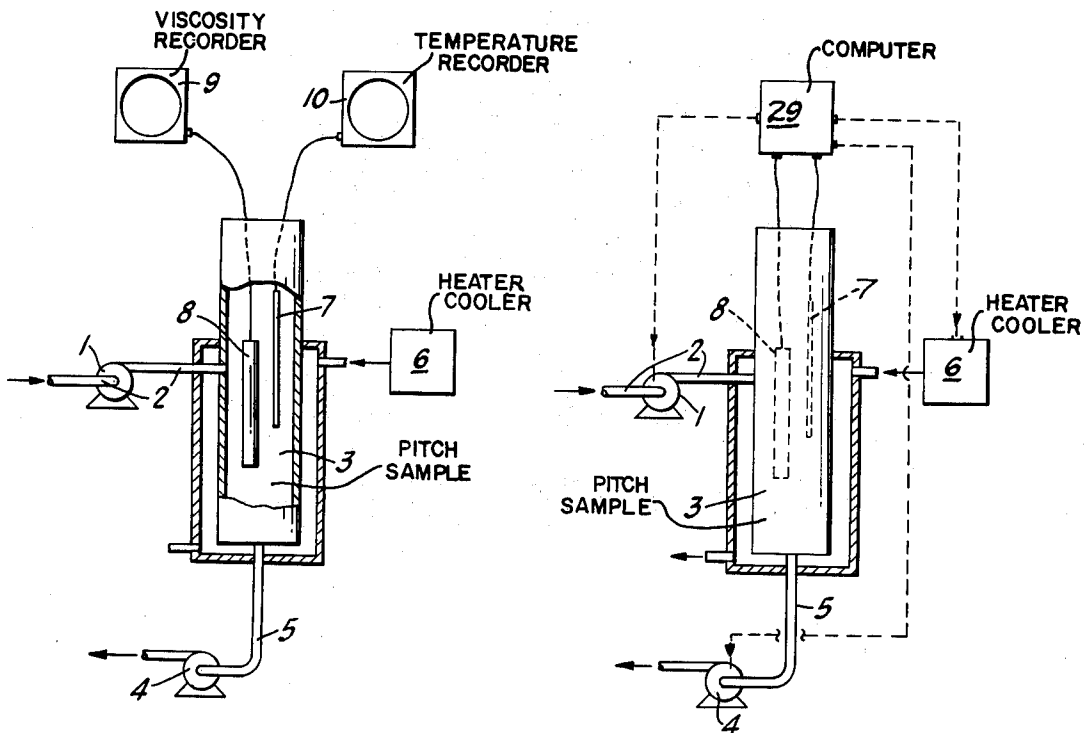 VISCOSITY
RECORDER
9
TEMPERATURE
RECORDER
10
8
7
HEATER
COOLER
6
1
2
3
PITCH
SAMPLE
5
4
COMPUTER
29
7
8
HEATER
COOLER
6
2
1
PITCH
SAMPLE
3
5
4